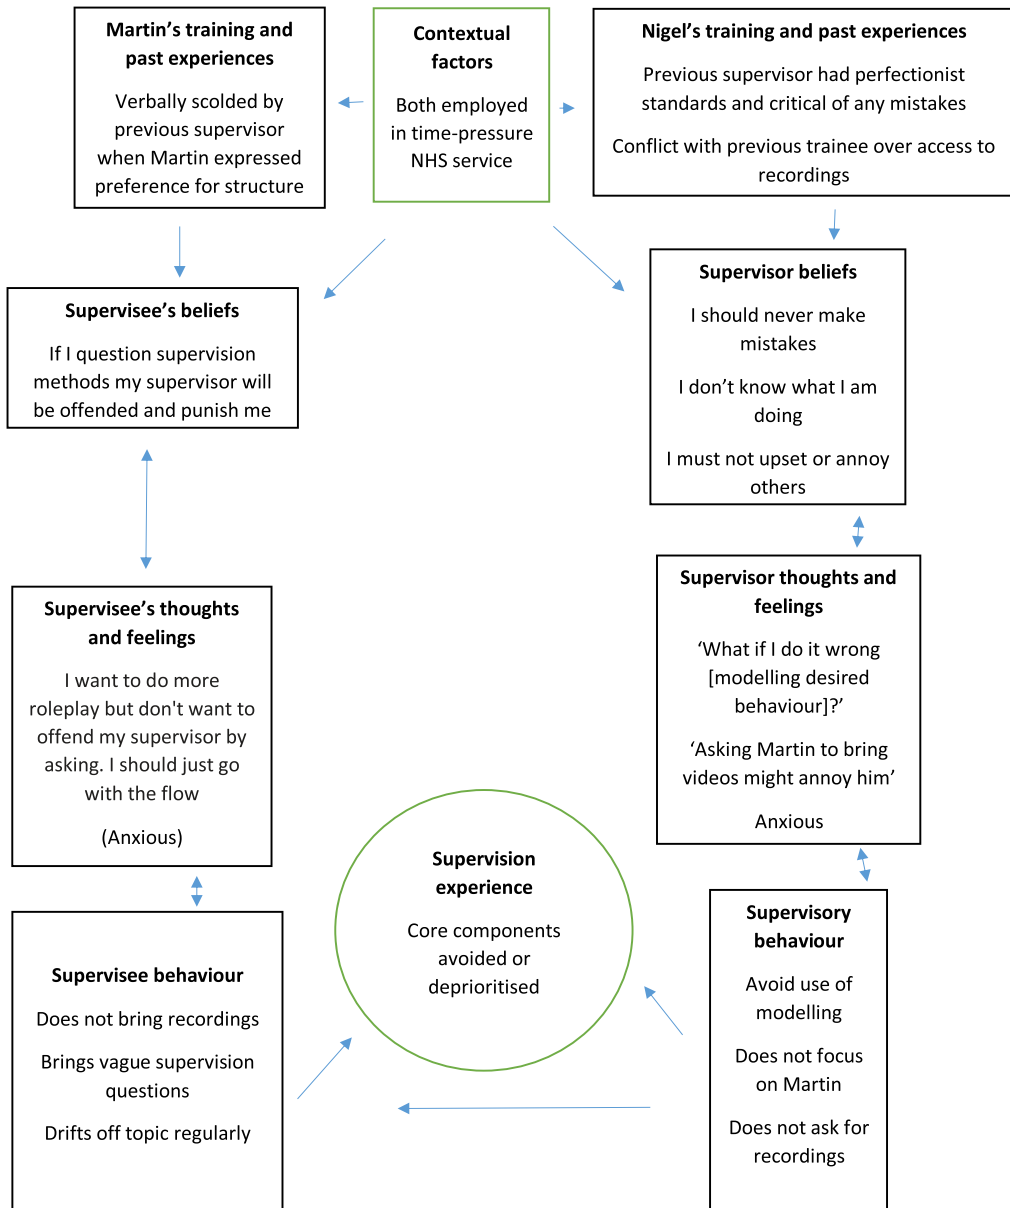 Martin’s training and
past experiences
Verbally scolded by
previous supervisor
when Martin expressed
preference for structure
Contextual
factors
Both employed
in time-pressure
NHS service
Nigel’s training and past experiences
Previous supervisor had perfectionist
standards and critical of any mistakes
Conflict with previous trainee over access to
recordings
Supervisee’s beliefs
If I question supervision
methods my supervisor will
be offended and punish me
Supervisor beliefs
I should never make
mistakes
I don’t know what I am
doing
I must not upset or annoy
others
Supervisee’s thoughts
and feelings
I want to do more
roleplay but don't want to
offend my supervisor by
asking. I should just go
with the flow
(Anxious)
Supervisor thoughts and
feelings
‘What if I do it wrong
[modelling desired
behaviour]?’
‘Asking Martin to bring
videos might annoy him’
Anxious
Supervision
experience
Core components
avoided or
deprioritised
Supervisee behaviour
Does not bring recordings
Brings vague supervision
questions
Drifts off topic regularly
Supervisory
behaviour
Avoid use of
modelling
Does not focus
on Martin
Does not ask for
recordings